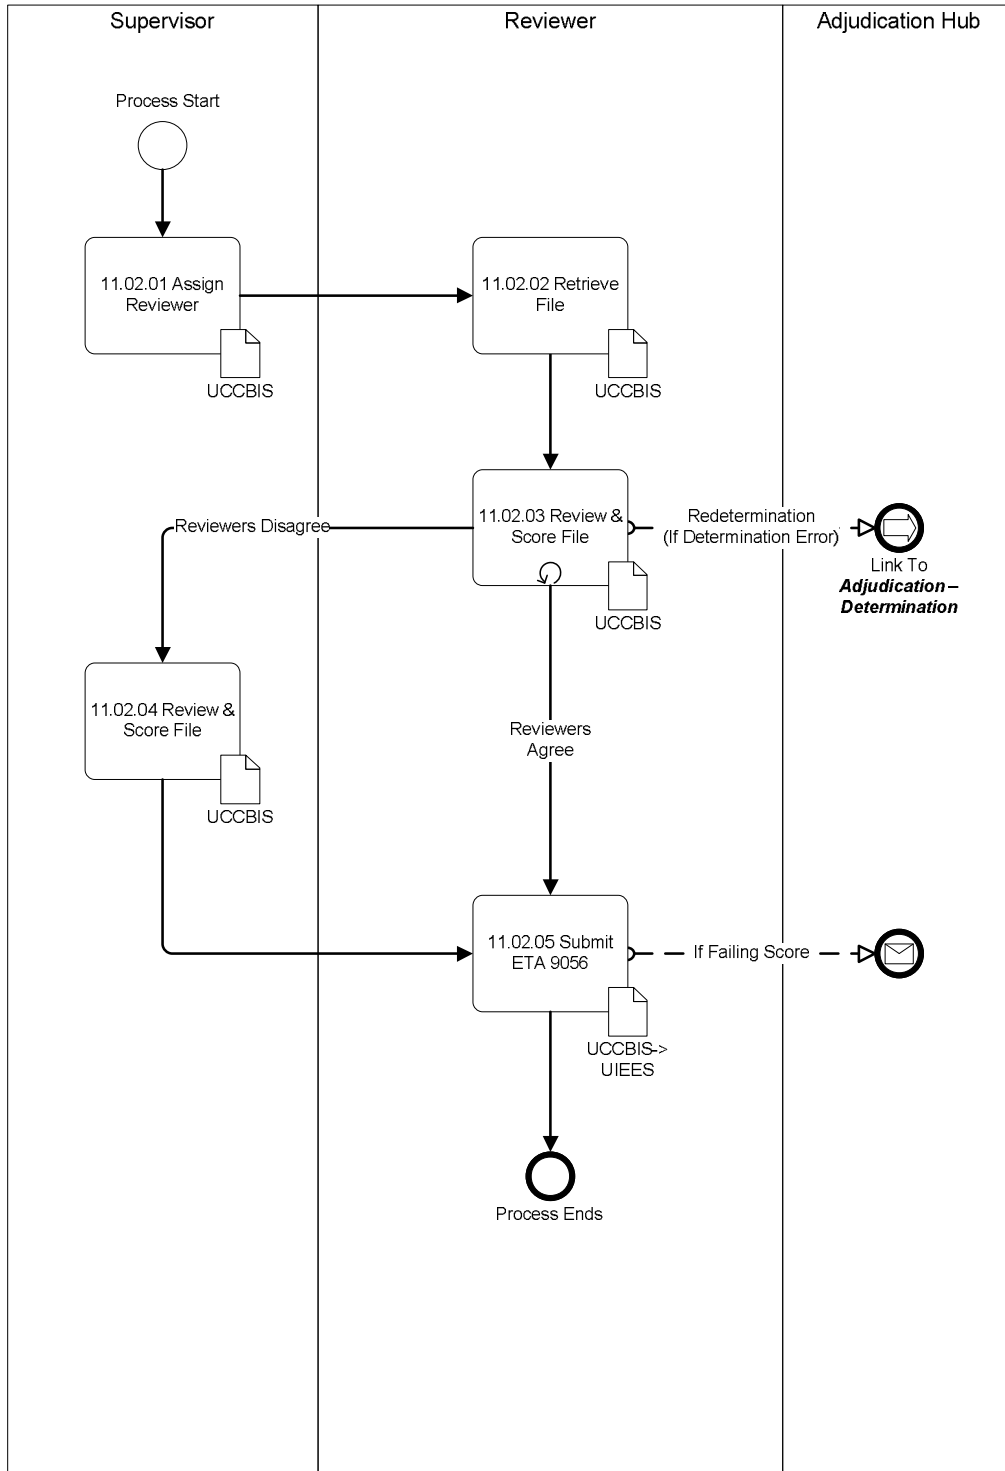 Supervisor
Reviewer
Adjudication Hub
Process Start
11.02.01 Assign
Reviewer
UCCBIS
11.02.02 Retrieve
File
UCCBIS
Reviewers Disagree
11.02.03 Review &
Score File
UCCBIS
Redetermination
(If Determination Error)
Link To
Adjudication –
Determination
11.02.04 Review &
Score File
UCCBIS
Reviewers
Agree
11.02.05 Submit
ETA 9056
UCCBIS->
UIEES
If Failing Score
Process Ends